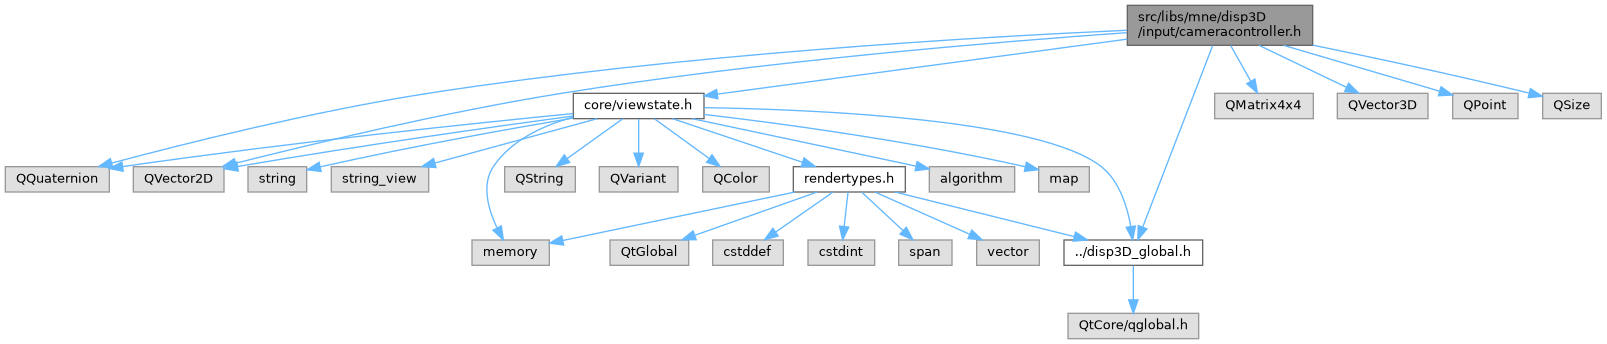 src/libs/mne/disp3D
/input/cameracontroller.h
core/viewstate.h
QMatrix4x4
QVector3D
QPoint
QSize
QQuaternion
QVector2D
string
string_view
QString
QVariant
QColor
rendertypes.h
algorithm
map
memory
QtGlobal
cstddef
cstdint
span
vector
../disp3D_global.h
QtCore/qglobal.h